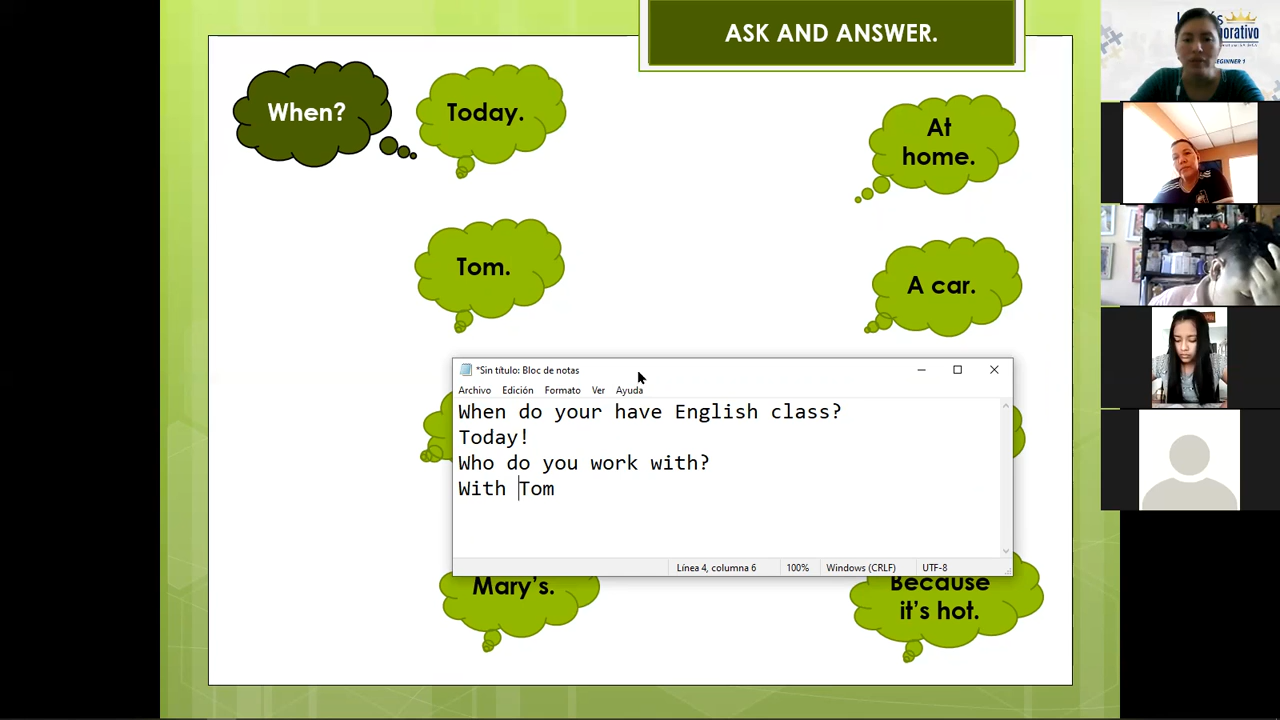 ASK AND ANSWER.
When?
Today.
At
home.
Tom.
A car.
*Sin título: Bloc de notas
Archivo Edición Formato Ver Ayuda
When do your have English class?
Today!
Who do you work with?
With Tom
Línea 4, columna 6 100% Windows (CRLF) UTF-8
Mary's.
Because
it's hot.